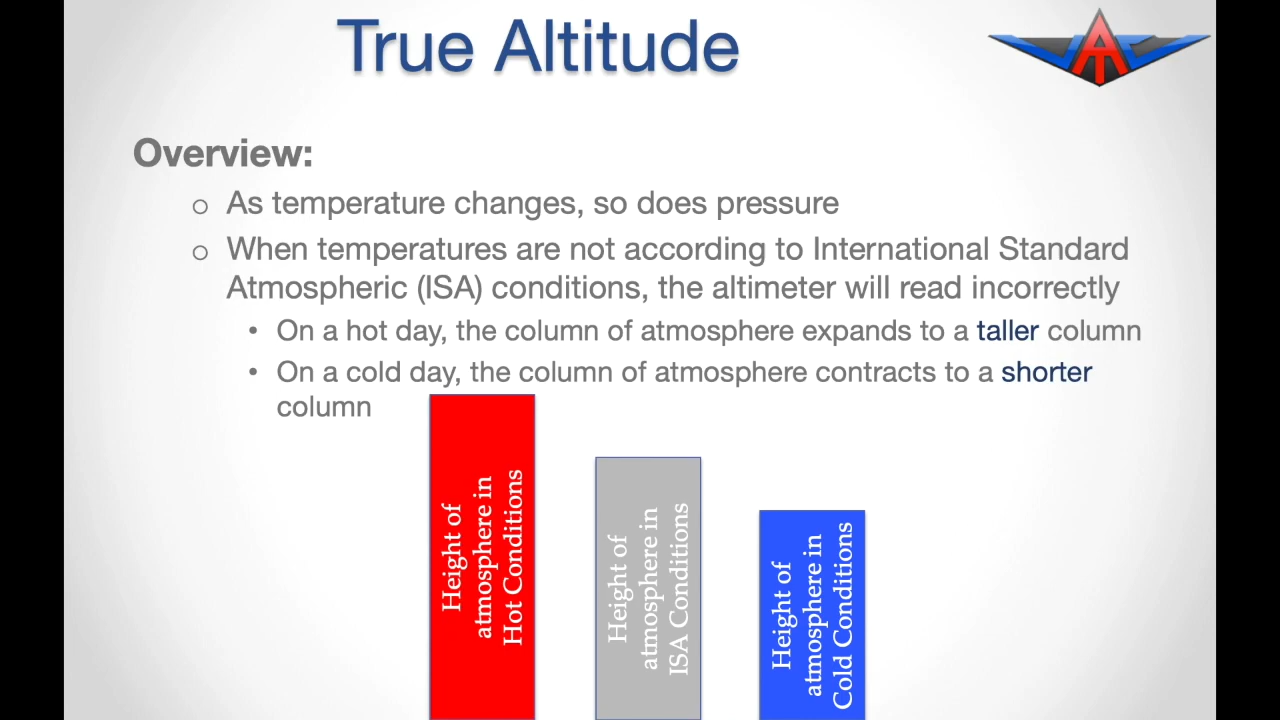 True Altitude
Overview:
As temperature changes, so does pressure
When temperatures are not according to International Standard
Atmospheric (ISA) conditions, the altimeter will read incorrectly
On a hot day, the column of atmosphere expands to a taller column
On a cold day, the column of atmosphere contracts to a shorter
column
Height of
atmosphere in
Hot Conditions
Height of
atmosphere in
ISA Conditions
Height of
atmosphere in
Cold Conditions